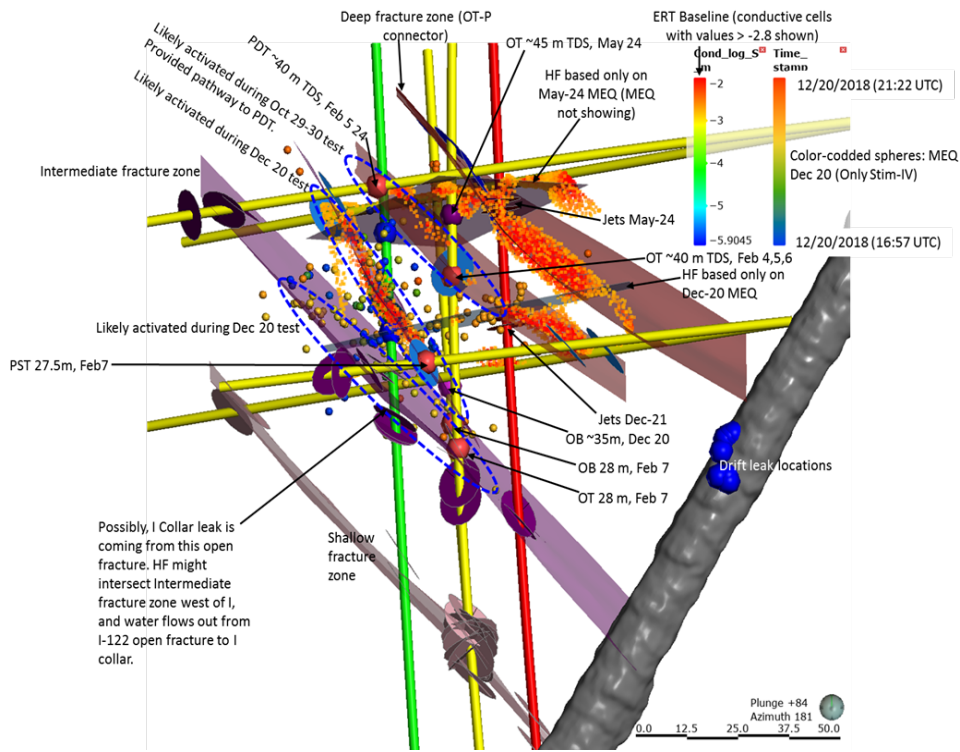 Deep fracture zone (OT-P
connector)
ERT Baseline (conductive cells
with values > -2.8 shown)
Cond_log_S
m
Time_
stamp
-2
-3
-4
-5
-5.9045
12/20/2018 (21:22 UTC)
Color-codded spheres: MEQ
Dec 20 (Only Stim-IV)
12/20/2018 (16:57 UTC)
OT ~45 m TDS, May 24
HF based only on
May-24 MEQ (MEQ
not showing)
PDT ~40 m TDS, Feb 5 24
Likely activated during Oct 29-30 test
Provided pathway to PDT.
Likely activated during Dec 20 test
Intermediate fracture zone
Jets May-24
OT ~40 m TDS, Feb 4,5,6
HF based only on
Dec-20 MEQ
Likely activated during Dec 20 test
PST 27.5m, Feb7
Jets Dec-21
OB ~35m, Dec 20
OB 28 m, Feb 7
OT 28 m, Feb 7
Drift leak locations
Possibly, I Collar leak is
coming from this open
fracture. HF might
intersect Intermediate
fracture zone west of I,
and water flows out from
I-122 open fracture to I
collar.
Shallow
fracture
zone
Plunge +84
Azimuth 181
0.0 12.5 25.0 37.5 50.0